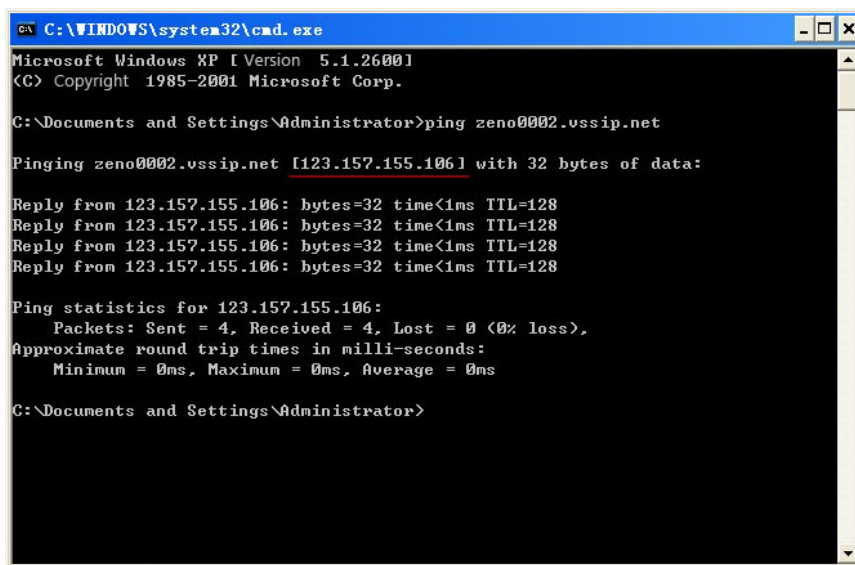 C:\WINDOWS\system32\cmd.exe
Microsoft Windows XP [ Version 5.1.2600]
(C) Copyright 1985-2001 Microsoft Corp.
C:\Documents and Settings\Administrator>ping zeno0002.vssip.net
Pinging zeno0002.vssip.net [123.157.155.106] with 32 bytes of data:
Reply from 123.157.155.106: bytes=32 time<1ms TTL=128
Reply from 123.157.155.106: bytes=32 time<1ms TTL=128
Reply from 123.157.155.106: bytes=32 time<1ms TTL=128
Reply from 123.157.155.106: bytes=32 time<1ms TTL=128
Ping statistics for 123.157.155.106:
Packets: Sent = 4, Received = 4, Lost = 0 (0% loss),
Approximate round trip times in milli-seconds:
Minimum = 0ms, Maximum = 0ms, Average = 0ms
C:\Documents and Settings\Administrator>